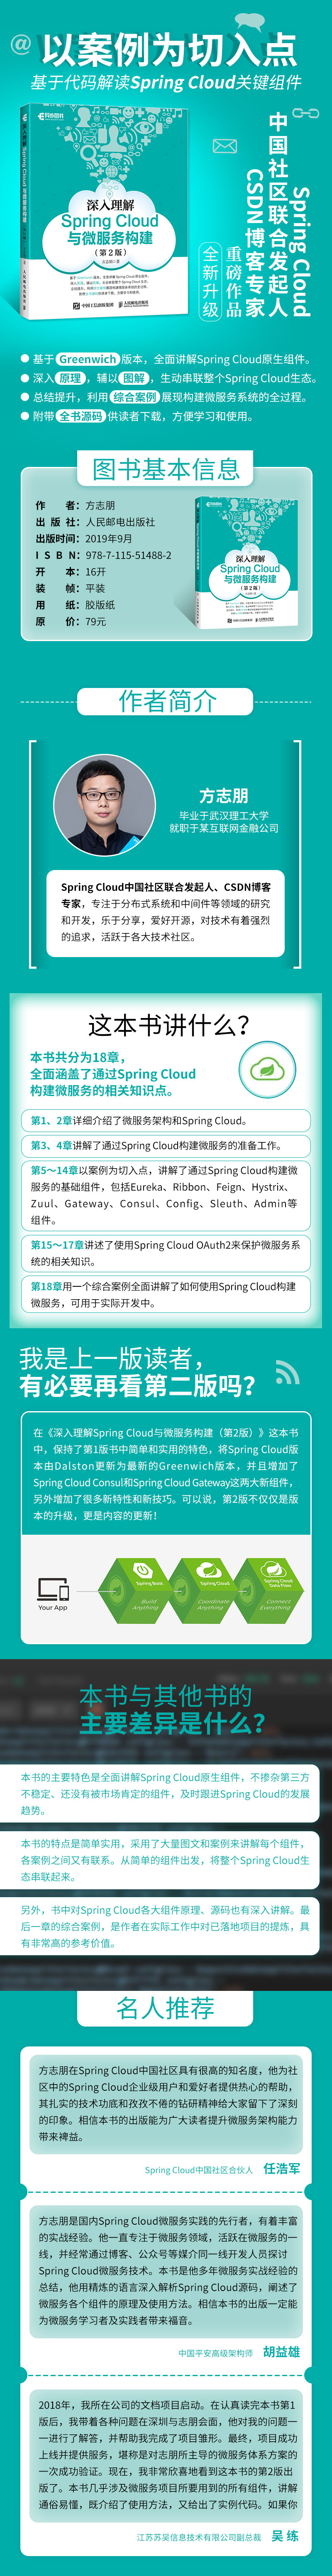 @
以案例为切入点
基于代码解读Spring Cloud关键组件
异步图书
深入理解
Spring Cloud
与微服务构建
(第2版)
方志朋 著
中国工信出版集团 人民邮电出版社
中国社区联合发起人
Spring Cloud
CSDN博客专家
重磅作品
全新升级
基于Greenwich版本，全面讲解Spring Cloud原生组件。
深入原理，辅以图解，生动串联整个Spring Cloud生态。
总结提升，利用综合案例展现构建微服务系统的全过程。
附带全书源码供读者下载，方便学习和使用。
图书基本信息
作者：方志朋
出版社：人民邮电出版社
出版时间：2019年9月
ISBN：978-7-115-51488-2
开本：16开
装帧：平装
用纸：胶版纸
原价：79元
深入理解
Spring Cloud
与微服务构建
(第2版)
作者简介
方志朋
毕业于武汉理工大学
就职于某互联网金融公司
Spring Cloud中国社区联合发起人、CSDN博客
专家，专注于分布式系统和中间件等领域的研究
和开发，乐于分享，爱好开源，对技术有着强烈
的追求，活跃于各大技术社区。
这本书讲什么？
本书共分为18章，
全面涵盖了通过Spring Cloud
构建微服务的相关知识点。
第1、2章详细介绍了微服务架构和Spring Cloud。
第3、4章讲解了通过Spring Cloud构建微服务的准备工作。
第5～14章以案例为切入点，讲解了通过Spring Cloud构建微
服务的基础组件，包括Eureka、Ribbon、Feign、Hystrix、
Zuul、Gateway、Consul、Config、Sleuth、Admin等
组件。
第15～17章讲述了使用Spring Cloud OAuth2来保护微服务系
统的相关知识。
第18章用一个综合案例全面讲解了如何使用Spring Cloud构建
微服务，可用于实际开发中。
我是上一版读者，
有必要再看第二版吗？
在《深入理解Spring Cloud与微服务构建（第2版）》这本书
中，保持了第1版书中简单和实用的特色，将Spring Cloud版
本由Dalston更新为最新的Greenwich版本，并且增加了
Spring Cloud Consul和Spring Cloud Gateway这两大新组件，
另外增加了很多新特性和新技巧。可以说，第2版不仅仅是版
本的升级，更是内容的更新！
Your App
Spring Boot
Build
Anything
Spring Cloud
Coordinate
Anything
Spring Cloud
Data Flow
Connect
Everything
本书与其他书的
主要差异是什么？
本书的主要特色是全面讲解Spring Cloud原生组件，不掺杂第三方
不稳定、还没有被市场肯定的组件，及时跟进Spring Cloud的发展
趋势。
本书的特点是简单实用，采用了大量图文和案例来讲解每个组件，
各案例之间又有联系。从简单的组件出发，将整个Spring Cloud生
态串联起来。
另外，书中对Spring Cloud各大组件原理、源码也有深入讲解。最
后一章的综合案例，是作者在实际工作中对已落地项目的提炼，具
有非常高的参考价值。
名人推荐
方志朋在Spring Cloud中国社区具有很高的知名度，他为社
区中的Spring Cloud企业级用户和爱好者提供热心的帮助，
其扎实的技术功底和孜孜不倦的钻研精神给大家留下了深刻
的印象。相信本书的出版能为广大读者提升微服务架构能力
带来裨益。
Spring Cloud中国社区合伙人 任浩军
方志朋是国内Spring Cloud微服务实践的先行者，有着丰富
的实战经验。他一直专注于微服务领域，活跃在微服务的一
线，并经常通过博客、公众号等媒介同一线开发人员探讨
Spring Cloud微服务技术。本书是他多年微服务实战经验的
总结，他用精炼的语言深入解析Spring Cloud源码，阐述了
微服务各个组件的原理及使用方法。相信本书的出版一定能
为微服务学习者及实践者带来福音。
中国平安高级架构师 胡益雄
2018年，我所在公司的文档项目启动。在认真读完本书第1
版后，我带着各种问题在深圳与志朋会面，他对我的问题一
一进行了解答，并帮助我完成了项目雏形。最终，项目成功
上线并提供服务，堪称是对志朋所主导的微服务体系方案的
一次成功验证。现在，我非常欣喜地看到这本书的第2版出
版了。本书几乎涉及微服务项目所要用到的所有组件，讲解
通俗易懂，既介绍了使用方法，又给出了实例代码。如果你
江苏苏昊信息技术有限公司副总裁 吴练